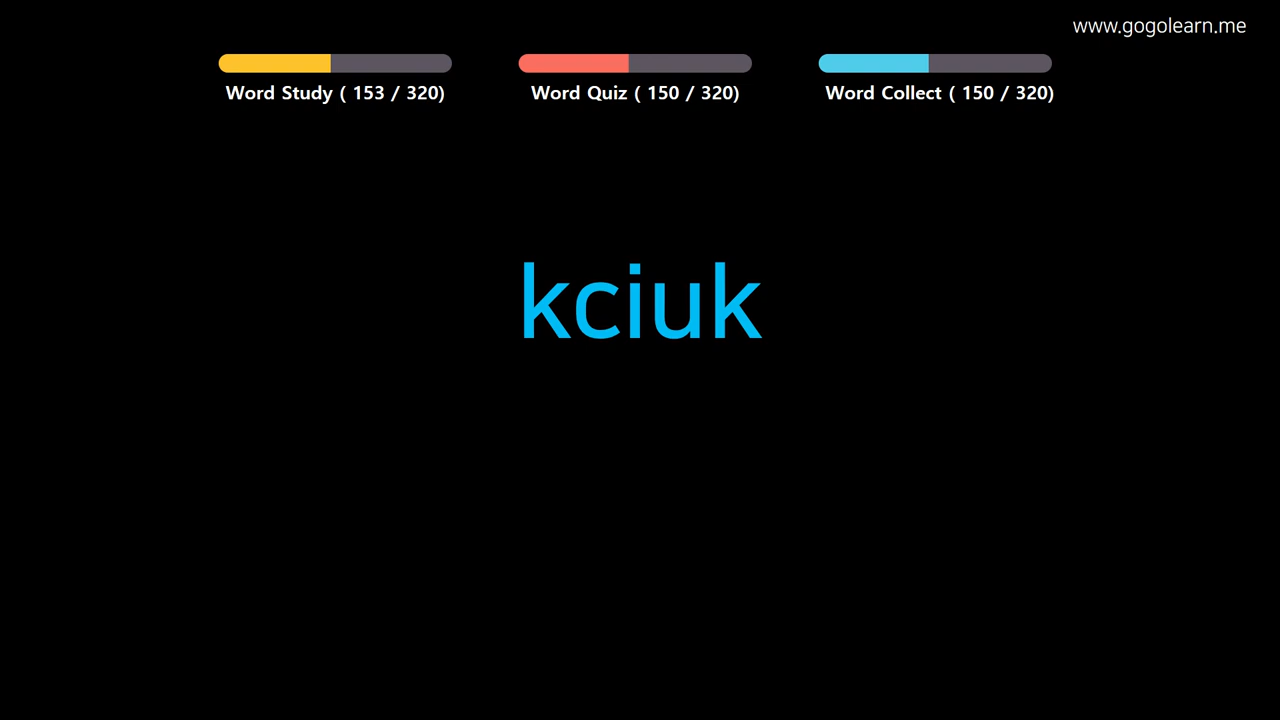 www.gogolearn.me
Word Study ( 153 / 320)
Word Quiz ( 150 / 320)
Word Collect ( 150 / 320)
kciuk